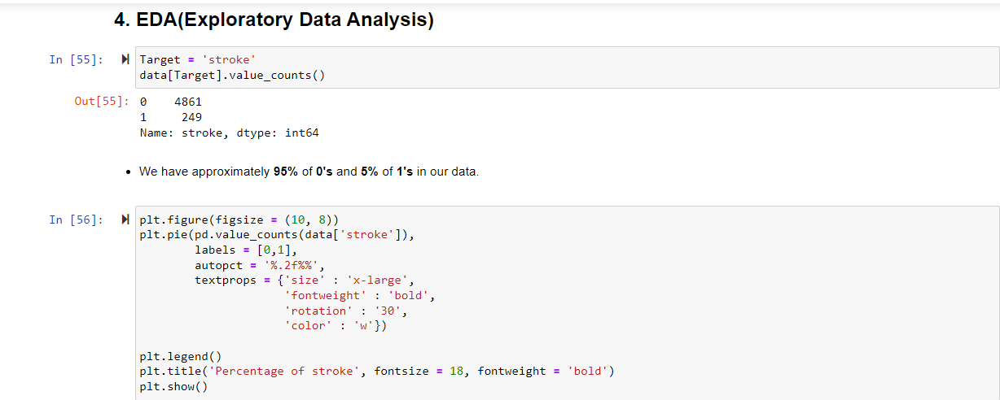 4. EDA(Exploratory Data Analysis)
In [55]:
Target = 'stroke'
data[Target].value_counts()
Out[55]:
0    4861
1     249
Name: stroke, dtype: int64
• We have approximately 95% of 0's and 5% of 1's in our data.
In [56]:
plt.figure(figsize = (10, 8))
plt.pie(pd.value_counts(data['stroke']),
        labels = [0,1],
        autopct = '%.2f%%',
        textprops = {'size' : 'x-large',
                     'fontweight' : 'bold',
                     'rotation' : '30',
                     'color' : 'w'})
plt.legend()
plt.title('Percentage of stroke', fontsize = 18, fontweight = 'bold')
plt.show()